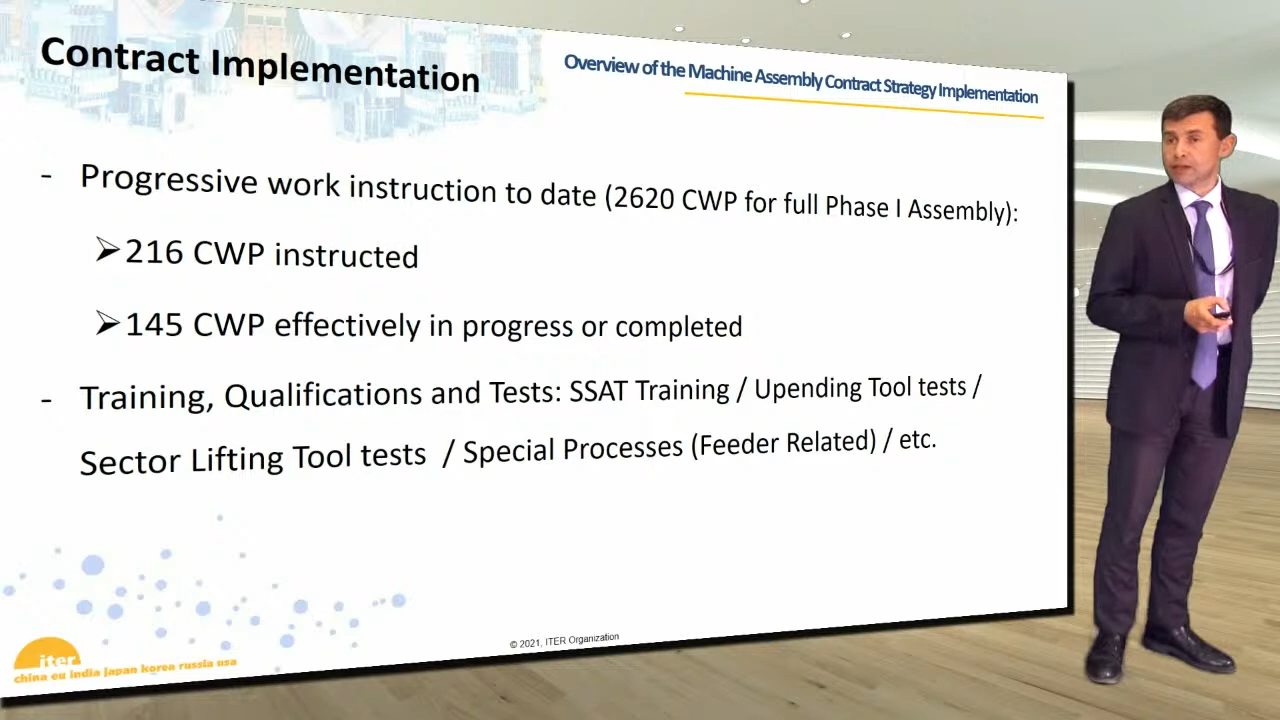 Contract Implementation
Overview of the Machine Assembly Contract Strategy Implementation
- Progressive work instruction to date (2620 CWP for full Phase I Assembly):
➢216 CWP instructed
➢145 CWP effectively in progress or completed
- Training, Qualifications and Tests: SSAT Training / Upending Tool tests /
Sector Lifting Tool tests / Special Processes (Feeder Related) / etc.
© 2021, ITER Organization
iter
china eu india japan korea russia usa